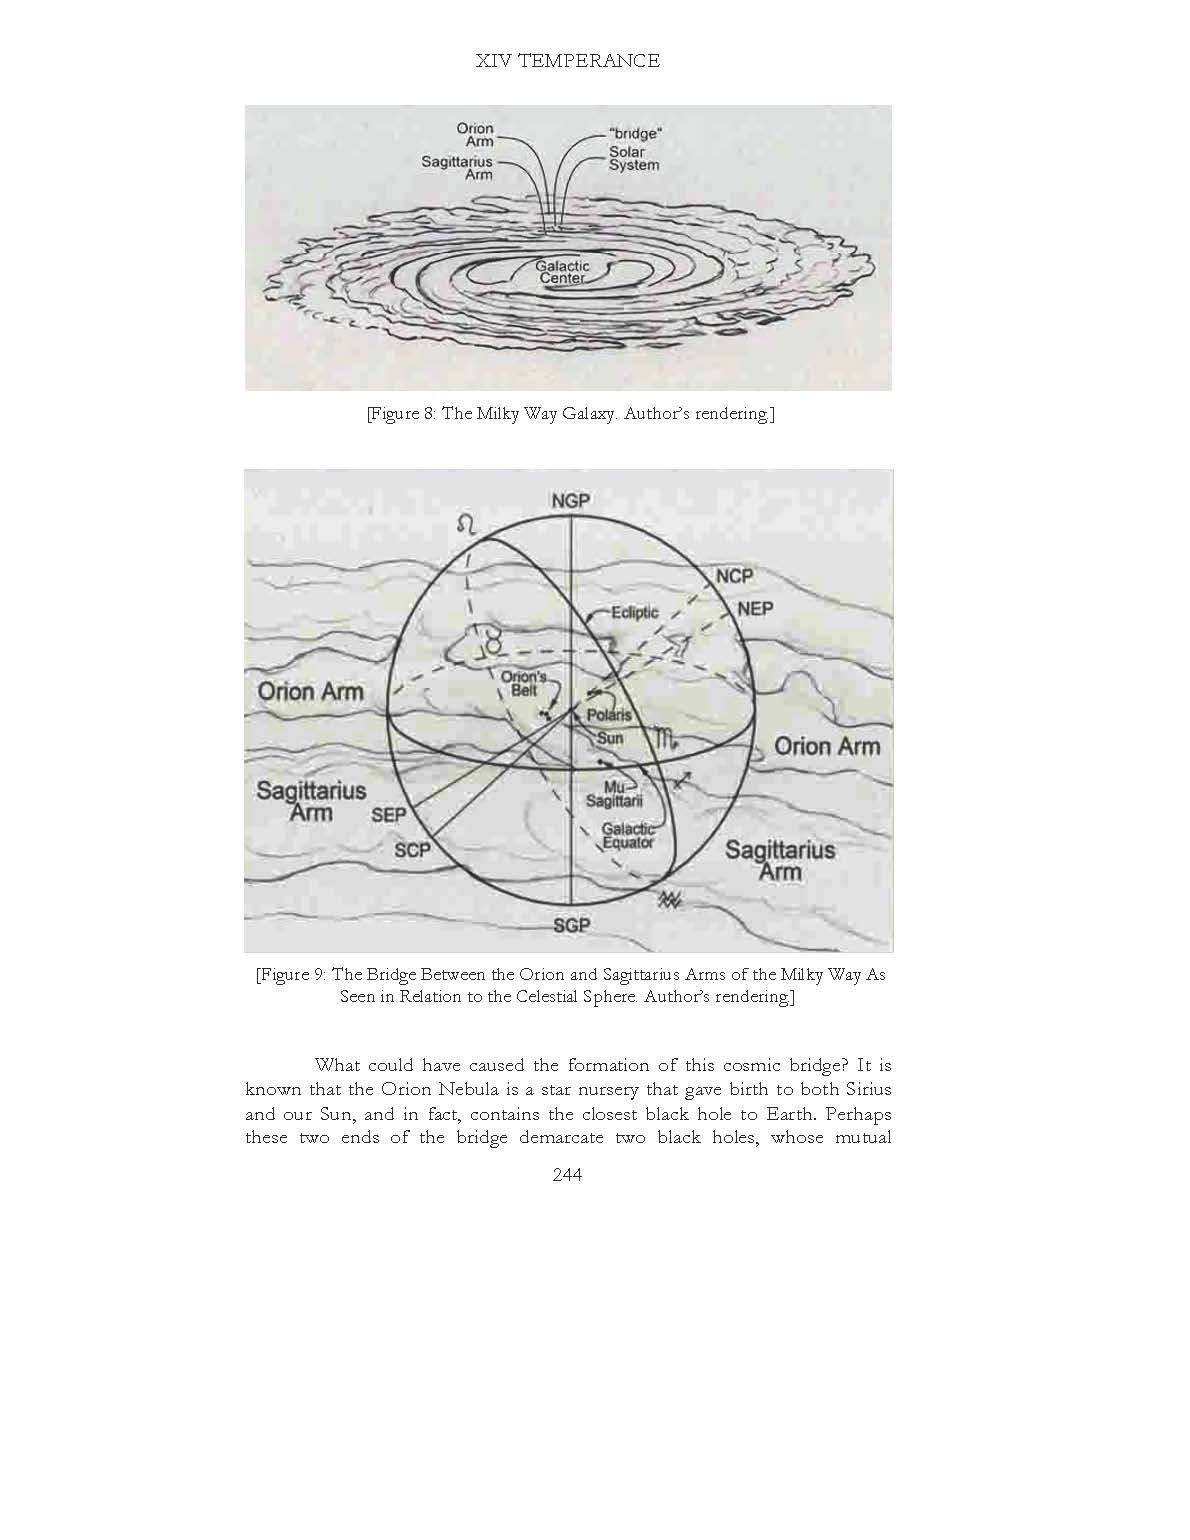 XIV TEMPERANCE
Orion
Arm
"bridge"
Sagittarius
Arm
Solar
System
Galactic
Center
[Figure 8: The Milky Way Galaxy. Author's rendering.]
NGP
♌
NCP
NEP
Ecliptic
♉
Orion's
Belt
Orion Arm
Polaris
Sun
♏
Orion Arm
Sagittarius
Arm
SEP
Mu
Sagittarii
♐
Galactic
Equator
SCP
Sagittarius
Arm
♒
SGP
[Figure 9: The Bridge Between the Orion and Sagittarius Arms of the Milky Way As
Seen in Relation to the Celestial Sphere. Author's rendering.]
What could have caused the formation of this cosmic bridge? It is
known that the Orion Nebula is a star nursery that gave birth to both Sirius
and our Sun, and in fact, contains the closest black hole to Earth. Perhaps
these two ends of the bridge demarcate two black holes, whose mutual
244